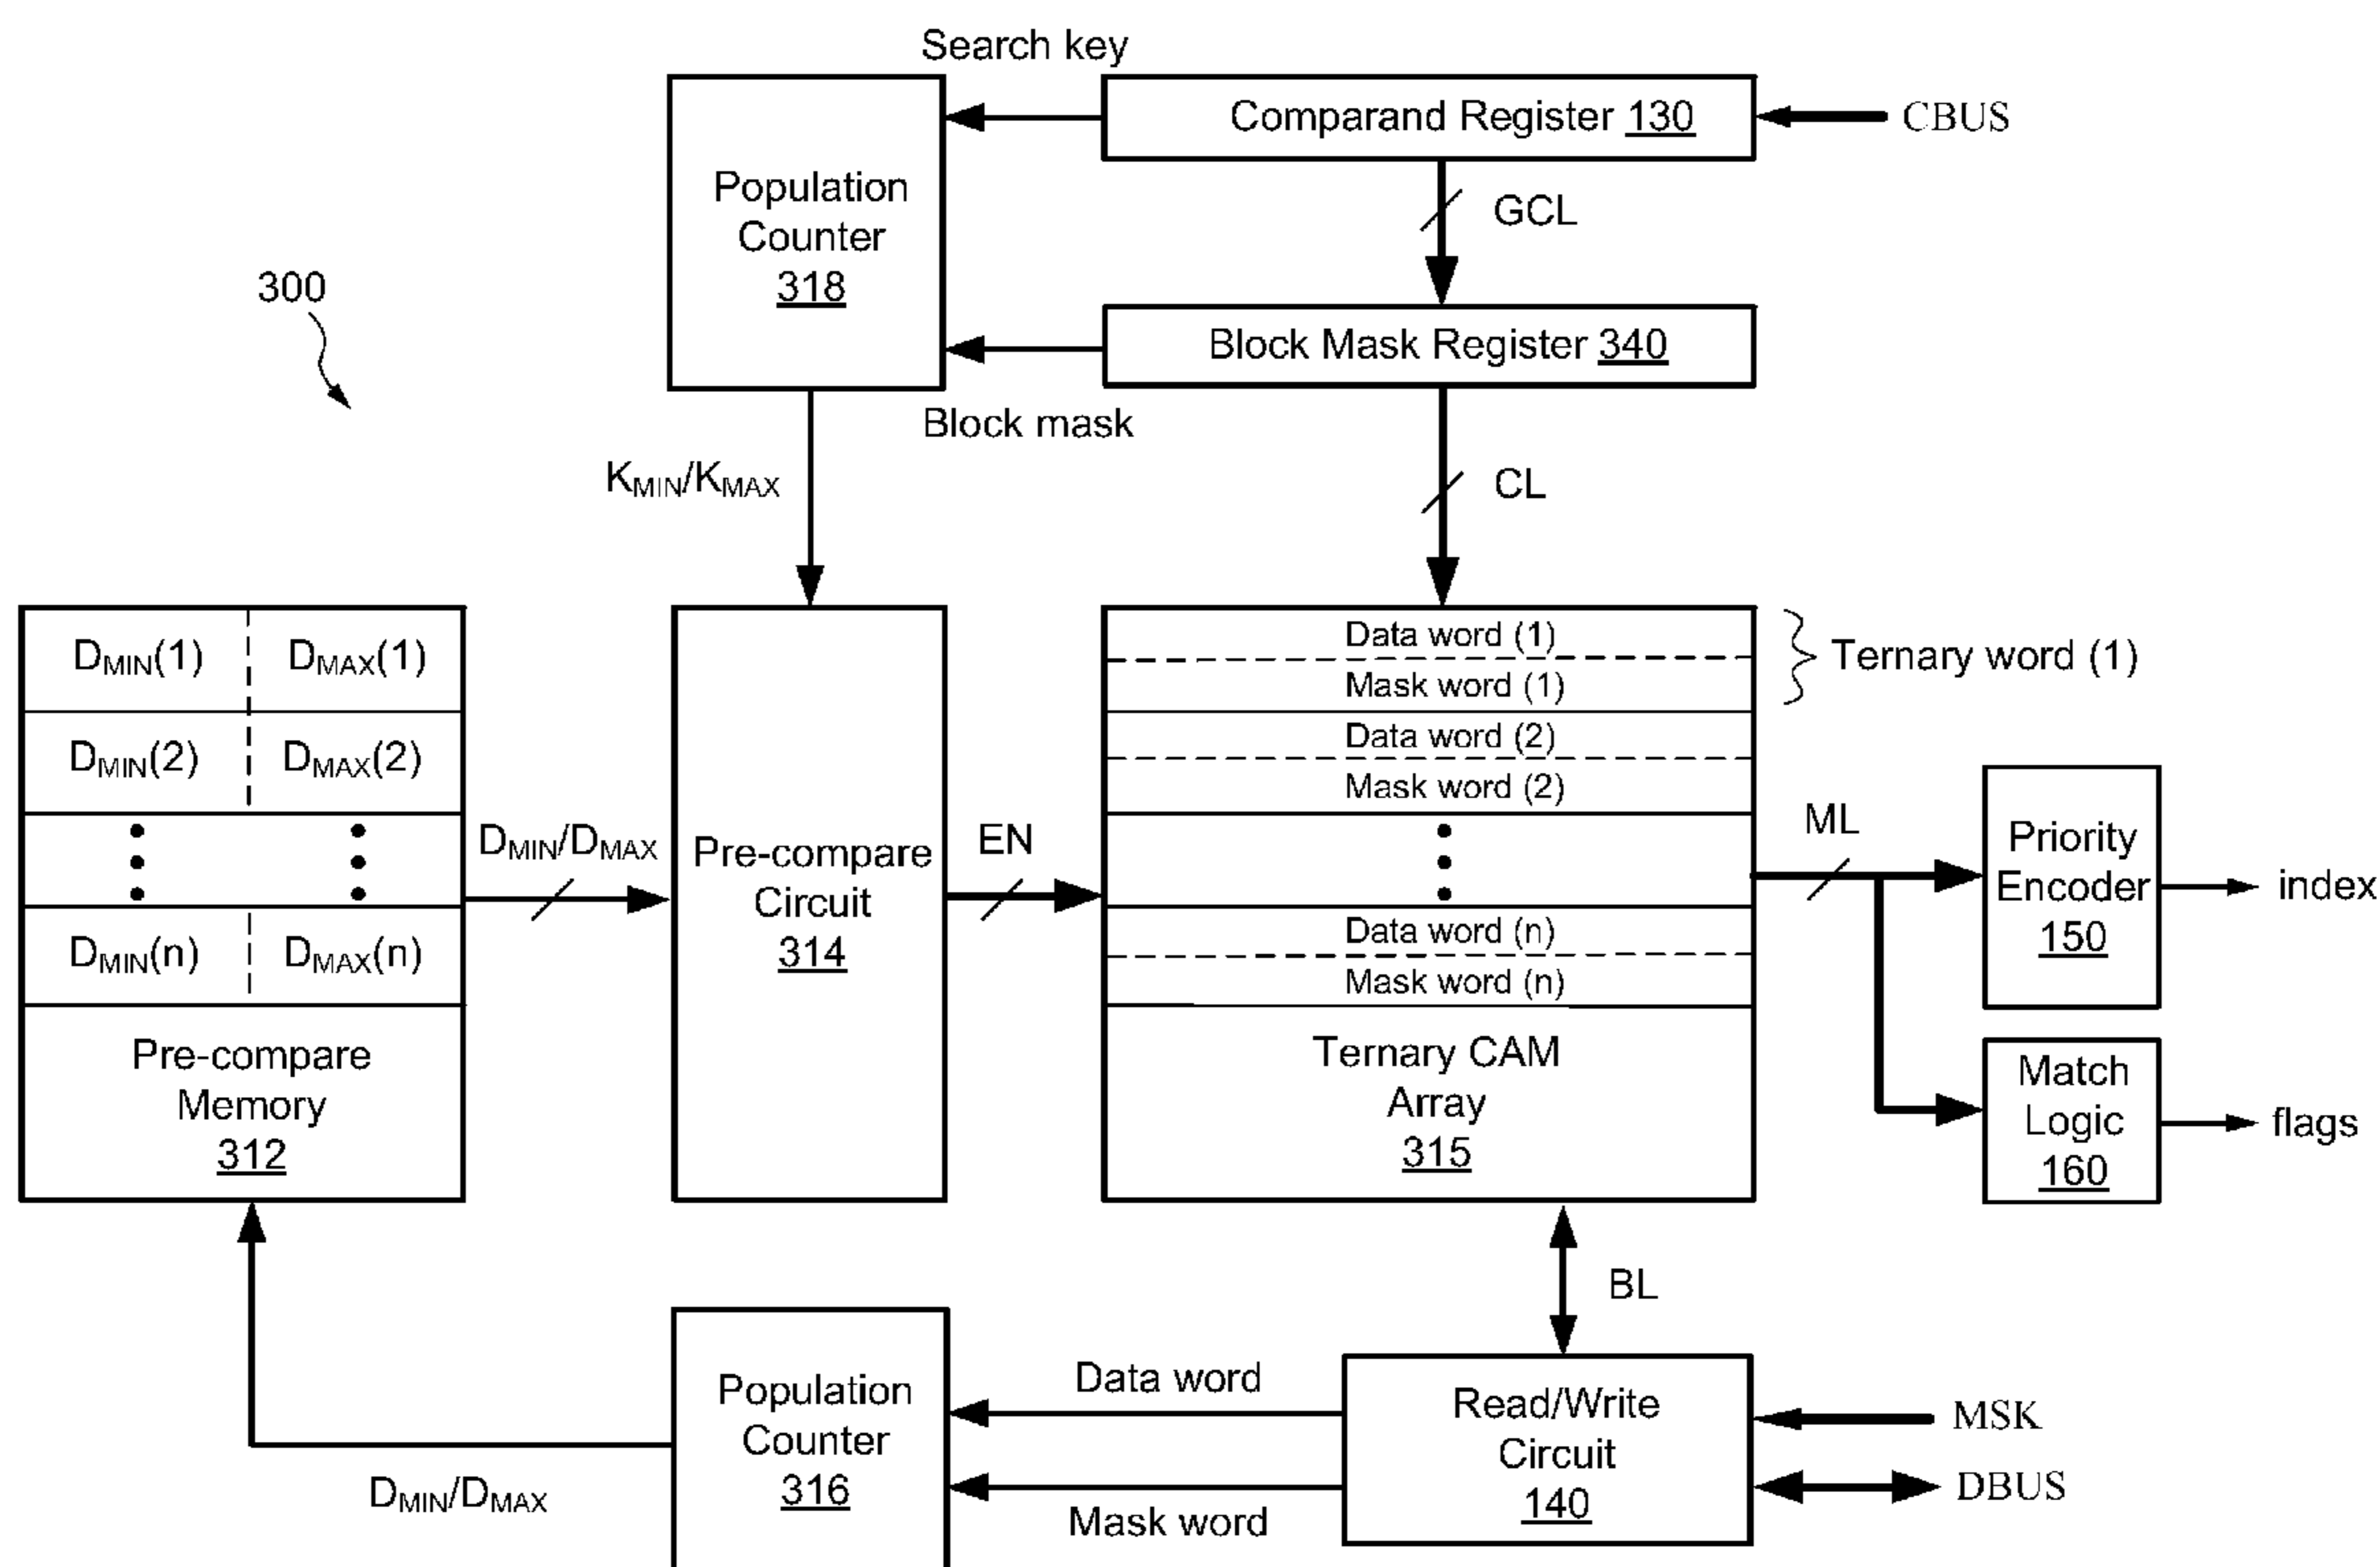 Search key
Comparand Register 130
CBUS
Population
Counter
318
GCL
300
Block Mask Register 340
Block mask
KMIN/KMAX
CL
DMIN(1) DMAX(1)
DMIN(2) DMAX(2)
DMIN(n) DMAX(n)
Pre-compare
Memory
312
DMIN/DMAX
Pre-compare
Circuit
314
EN
Data word (1)
Mask word (1)
Data word (2)
Mask word (2)
Data word (n)
Mask word (n)
Ternary CAM
Array
315
Ternary word (1)
ML
Priority
Encoder
150
index
Match
Logic
160
flags
BL
Population
Counter
316
DMIN/DMAX
Data word
Mask word
Read/Write
Circuit
140
MSK
DBUS